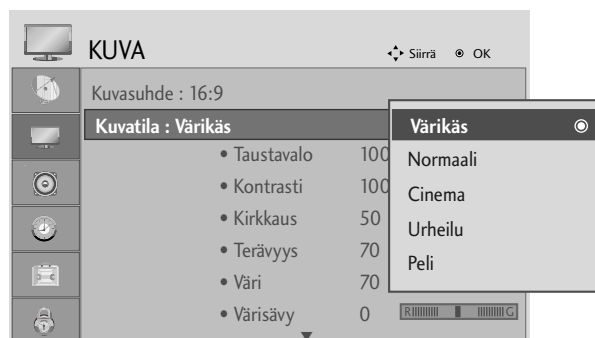 KUVA Siirrä OK
Kuvasuhde : 16:9
Kuvatila : Värikäs
• Taustavalo 100
• Kontrasti 100
• Kirkkaus 50
• Terävyys 70
• Väri 70
• Värisävy 0 R G
Värikäs
Normaali
Cinema
Urheilu
Peli